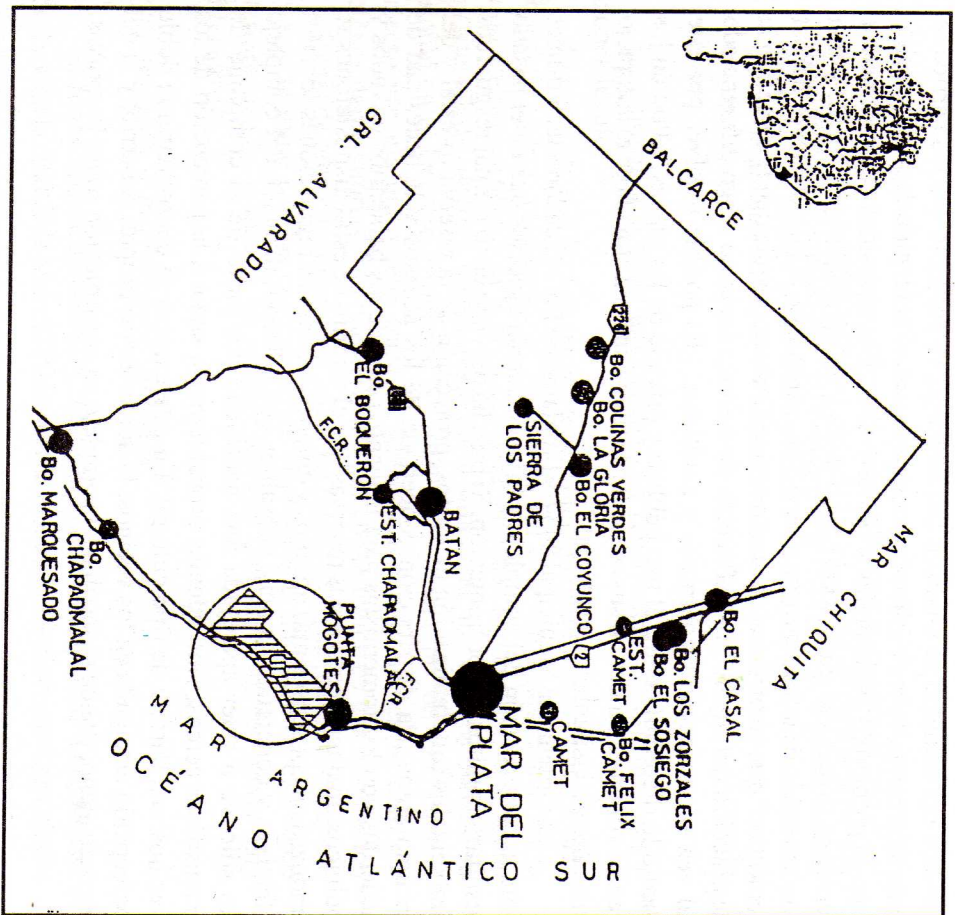 GRL. ALVARADO
BALCARCE
MAR CHIQUITA
226
Bo. COLINAS VERDES
Bo. LA GLORIA
SIERRA DE
LOS PADRES
Bo. EL COYUNCO
Bo.
EL BOQUERON
F.C.R.
EST. CHAPADMALAL
BATAN
2
EST.
CAMET
Bo. LOS ZORZALES
Bo EL SOSIEGO
Bo. EL CASAL
Bo. FELIX
CAMET
CAMET
MAR DEL
PLATA
F.C.R.
PUNTA
MOGOTES
Bo.
CHAPADMALAL
Bo. MARQUESADO
MAR ARGENTINO
OCÉANO ATLÁNTICO SUR